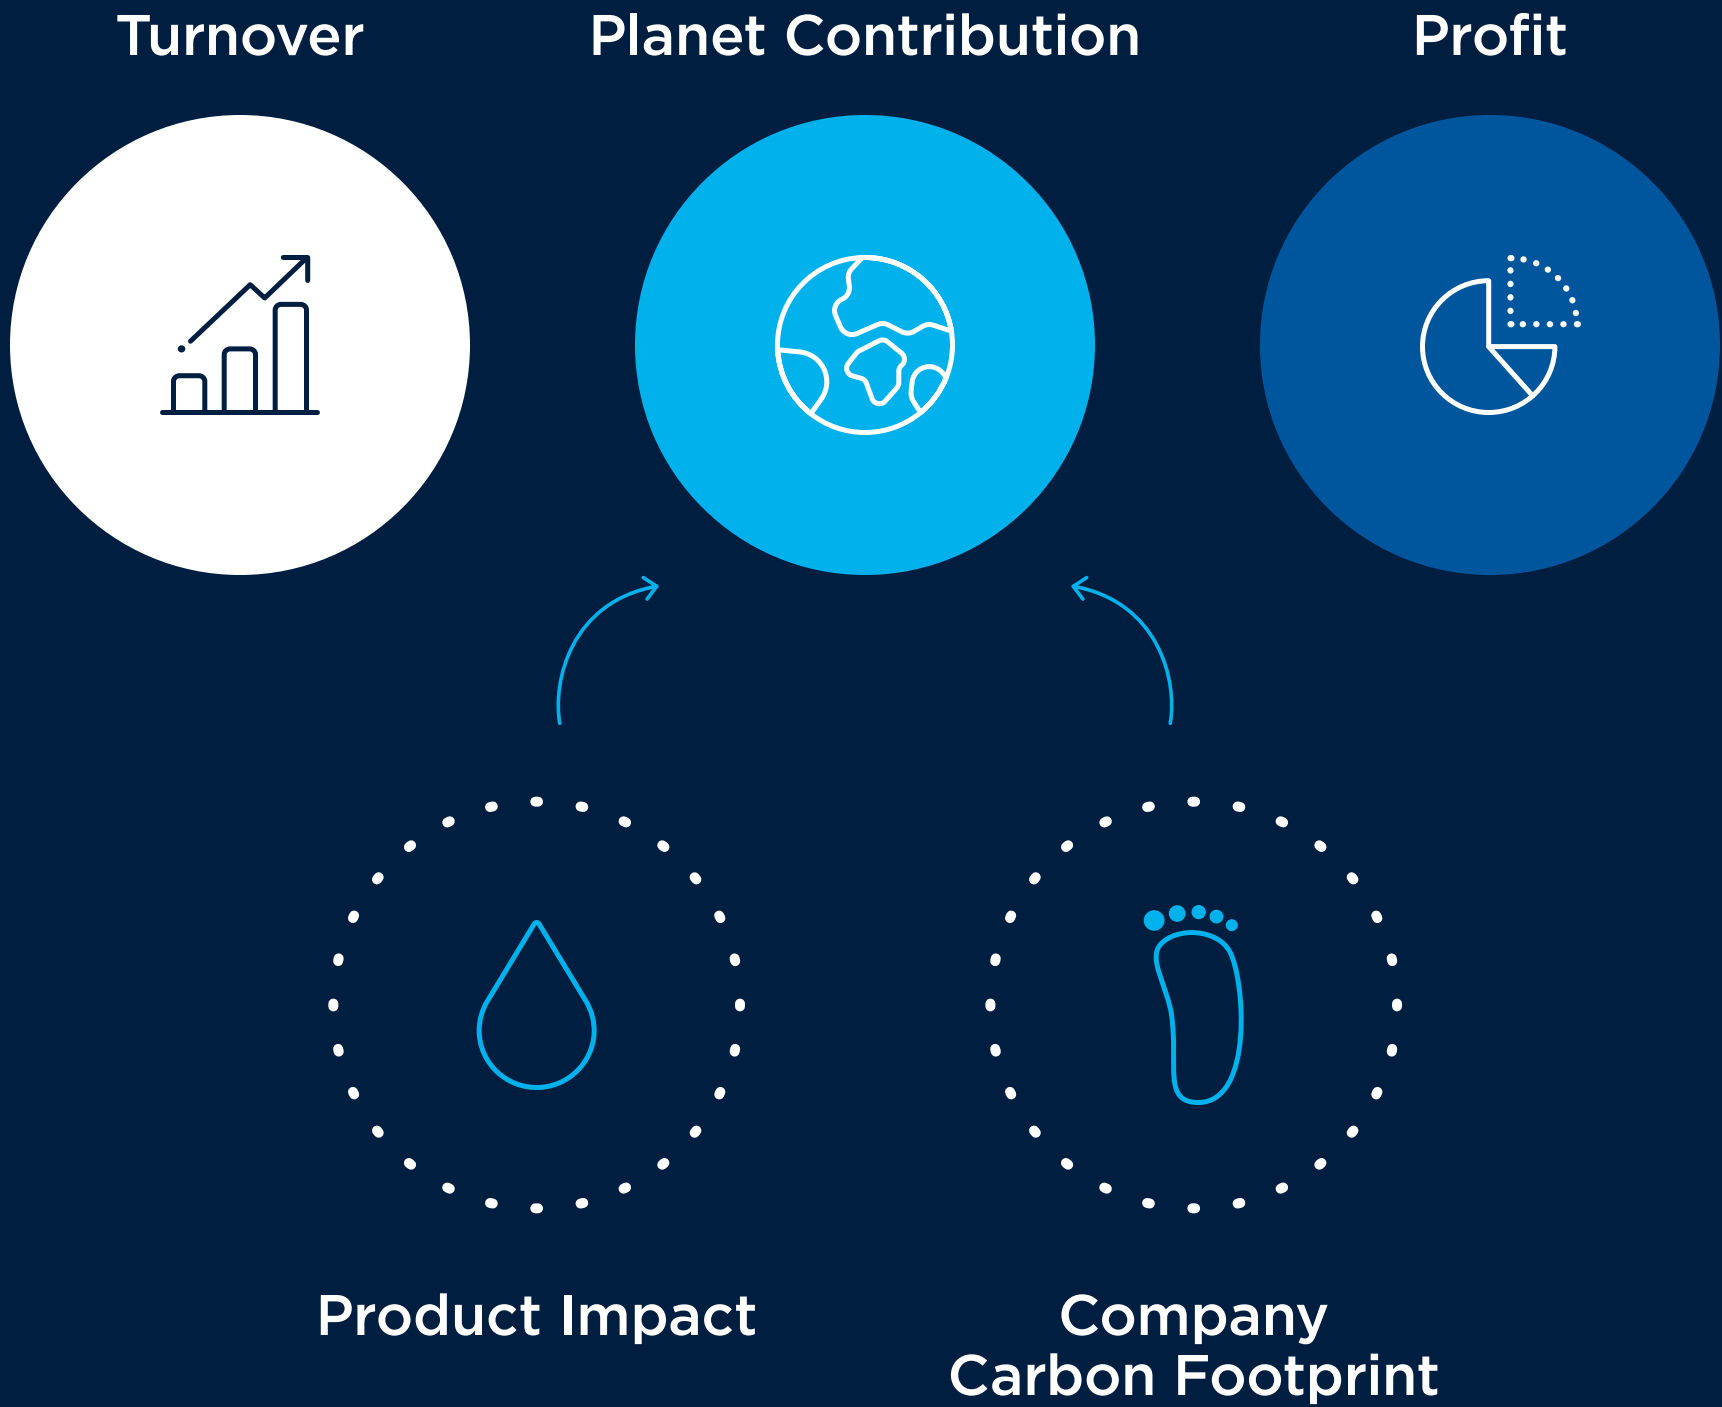 Turnover
Planet Contribution
Profit
Product Impact
Company
Carbon Footprint